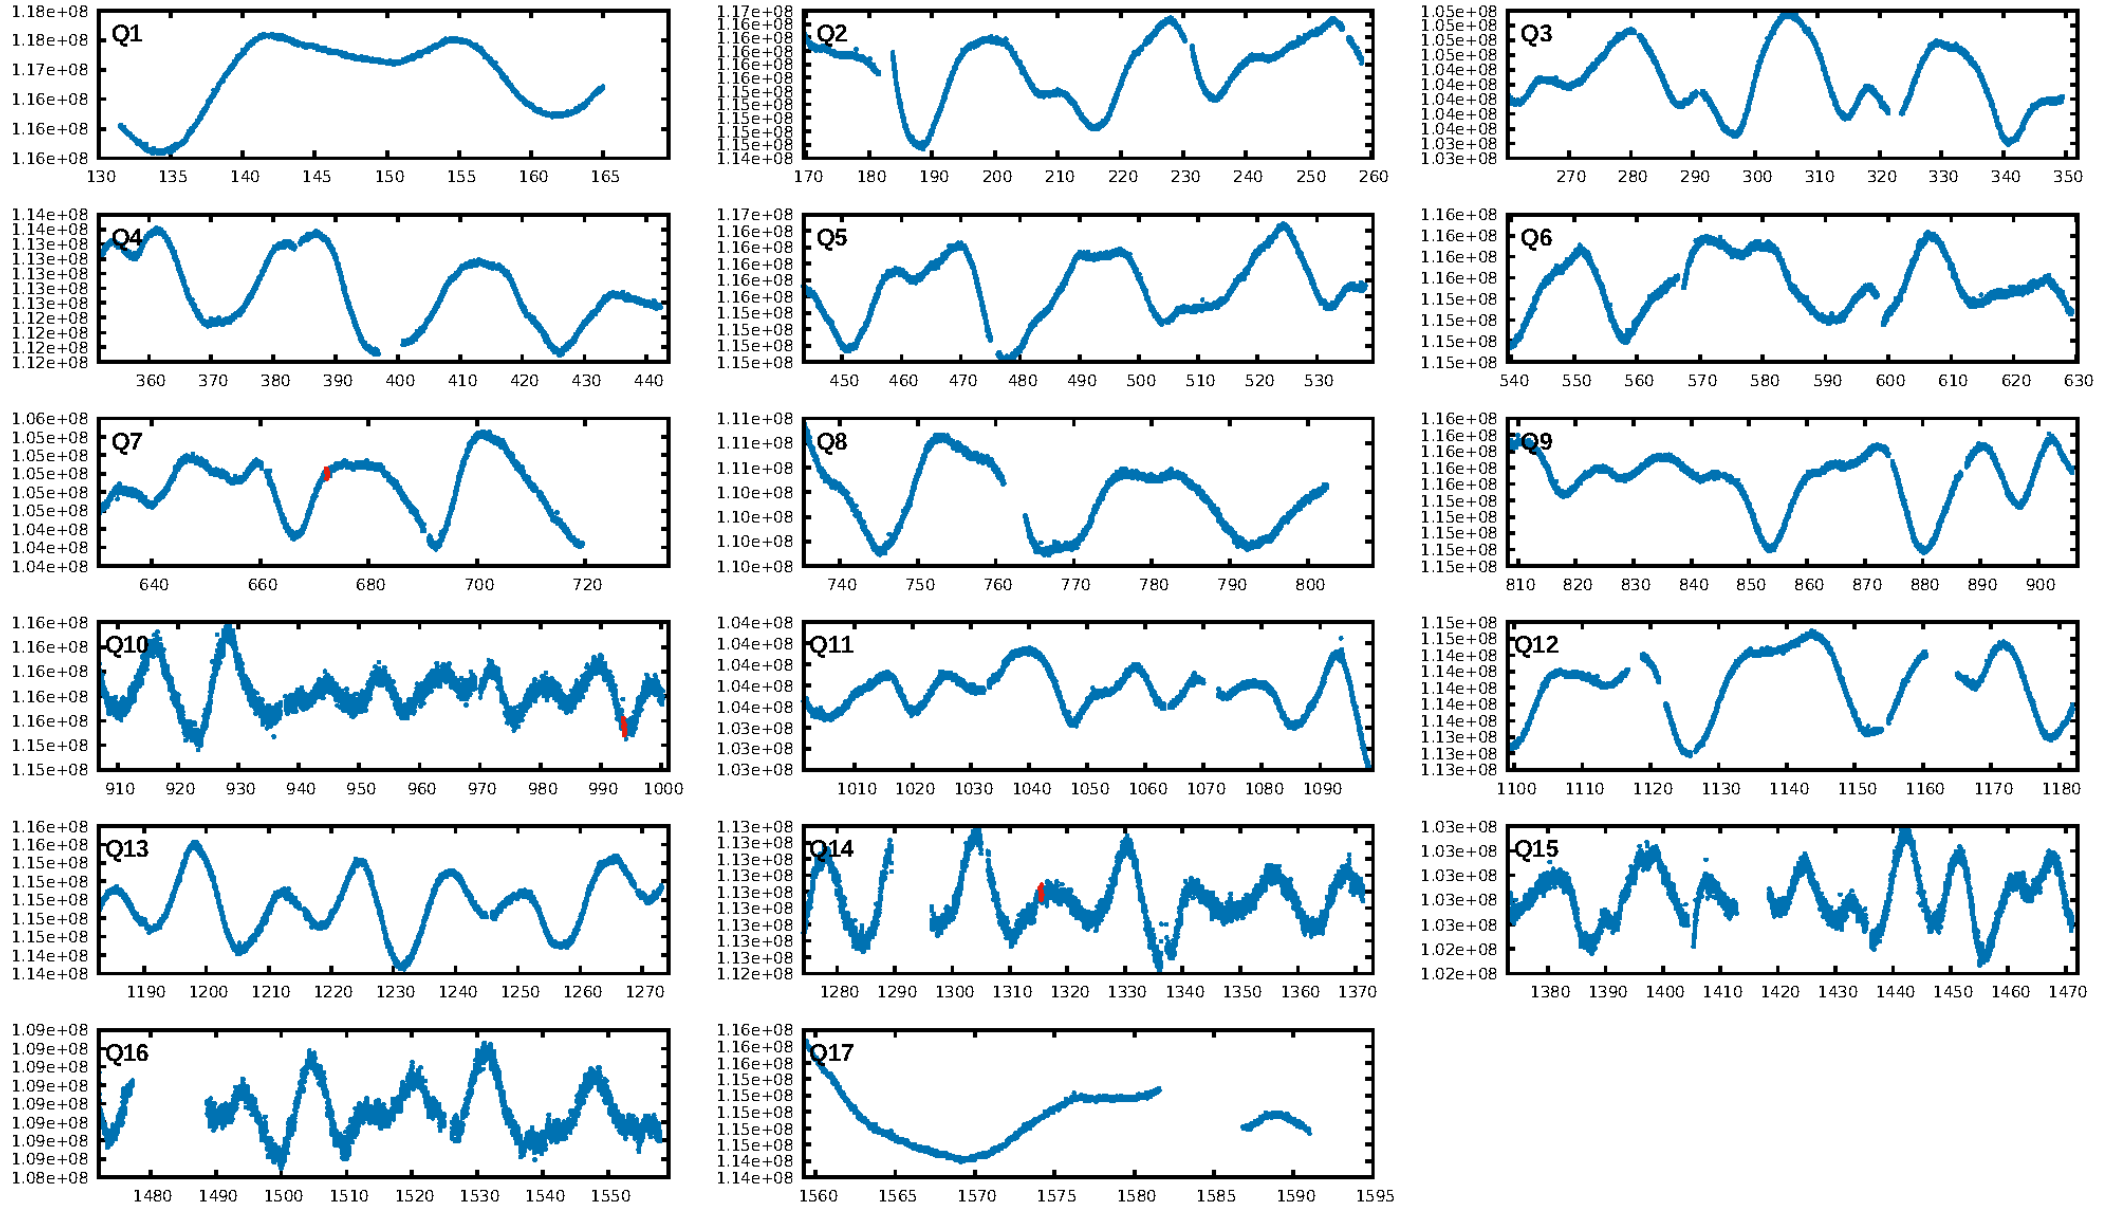 1.18e+08
1.18e+08
1.17e+08
1.16e+08
1.16e+08
1.16e+08
Q1
130 135 140 145 150 155 160 165
1.17e+08
1.16e+08
1.16e+08
1.16e+08
1.16e+08
1.16e+08
1.15e+08
1.15e+08
1.15e+08
1.15e+08
1.15e+08
1.14e+08
Q2
170 180 190 200 210 220 230 240 250 260
1.05e+08
1.05e+08
1.05e+08
1.05e+08
1.04e+08
1.04e+08
1.04e+08
1.04e+08
1.04e+08
1.03e+08
1.03e+08
Q3
270 280 290 300 310 320 330 340 350
1.14e+08
1.13e+08
1.13e+08
1.13e+08
1.13e+08
1.13e+08
1.13e+08
1.12e+08
1.12e+08
1.12e+08
1.12e+08
Q4
360 370 380 390 400 410 420 430 440
1.17e+08
1.16e+08
1.16e+08
1.16e+08
1.16e+08
1.16e+08
1.15e+08
1.15e+08
1.15e+08
1.15e+08
Q5
450 460 470 480 490 500 510 520 530
1.16e+08
1.16e+08
1.16e+08
1.16e+08
1.15e+08
1.15e+08
1.15e+08
1.15e+08
Q6
540 550 560 570 580 590 600 610 620 630
1.06e+08
1.05e+08
1.05e+08
1.05e+08
1.05e+08
1.05e+08
1.04e+08
1.04e+08
1.04e+08
Q7
640 660 680 700 720
1.11e+08
1.11e+08
1.11e+08
1.10e+08
1.10e+08
1.10e+08
1.10e+08
Q8
740 750 760 770 780 790 800
1.16e+08
1.16e+08
1.16e+08
1.16e+08
1.16e+08
1.15e+08
1.15e+08
1.15e+08
1.15e+08
1.15e+08
Q9
810 820 830 840 850 860 870 880 890 900
1.16e+08
1.16e+08
1.16e+08
1.16e+08
1.16e+08
1.15e+08
1.15e+08
Q10
910 920 930 940 950 960 970 980 990 1000
1.04e+08
1.04e+08
1.04e+08
1.04e+08
1.04e+08
1.03e+08
1.03e+08
1.03e+08
Q11
1010 1020 1030 1040 1050 1060 1070 1080 1090
1.15e+08
1.15e+08
1.14e+08
1.14e+08
1.14e+08
1.14e+08
1.14e+08
1.14e+08
1.13e+08
1.13e+08
Q12
1100 1110 1120 1130 1140 1150 1160 1170 1180
1.16e+08
1.16e+08
1.15e+08
1.15e+08
1.15e+08
1.15e+08
1.15e+08
1.14e+08
1.14e+08
Q13
1190 1200 1210 1220 1230 1240 1250 1260 1270
1.13e+08
1.13e+08
1.13e+08
1.13e+08
1.13e+08
1.13e+08
1.13e+08
1.13e+08
1.13e+08
1.12e+08
Q14
1280 1290 1300 1310 1320 1330 1340 1350 1360 1370
1.03e+08
1.03e+08
1.03e+08
1.03e+08
1.03e+08
1.02e+08
1.02e+08
Q15
1380 1390 1400 1410 1420 1430 1440 1450 1460 1470
1.09e+08
1.09e+08
1.09e+08
1.09e+08
1.09e+08
1.09e+08
1.09e+08
1.09e+08
1.08e+08
Q16
1480 1490 1500 1510 1520 1530 1540 1550
1.16e+08
1.16e+08
1.16e+08
1.15e+08
1.15e+08
1.15e+08
1.15e+08
1.15e+08
1.14e+08
1.14e+08
Q17
1560 1565 1570 1575 1580 1585 1590 1595